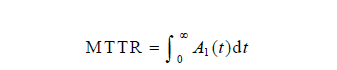 MTTR = ∫₀^∞ A₁(t)dt